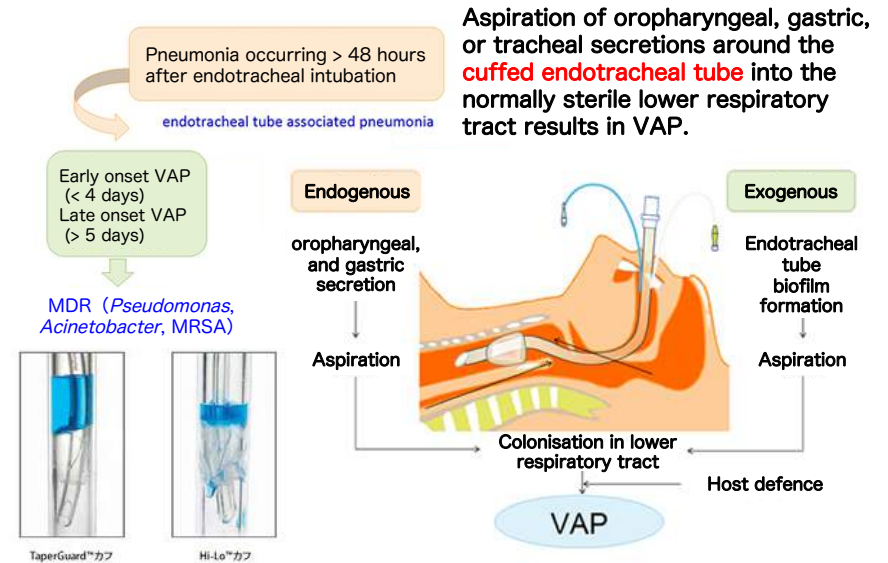 Aspiration of oropharyngeal, gastric,
or tracheal secretions around the
cuffed endotracheal tube into the
normally sterile lower respiratory
tract results in VAP.
Pneumonia occurring > 48 hours
after endotracheal intubation
endotracheal tube associated pneumonia
Early onset VAP
(< 4 days)
Late onset VAP
(> 5 days)
MDR（Pseudomonas,
Acinetobacter, MRSA）
TaperGuard™カフ
Hi-Lo™カフ
Endogenous
oropharyngeal,
and gastric
secretion
Aspiration
Exogenous
Endotracheal
tube
biofilm
formation
Aspiration
Colonisation in lower
respiratory tract
Host defence
VAP